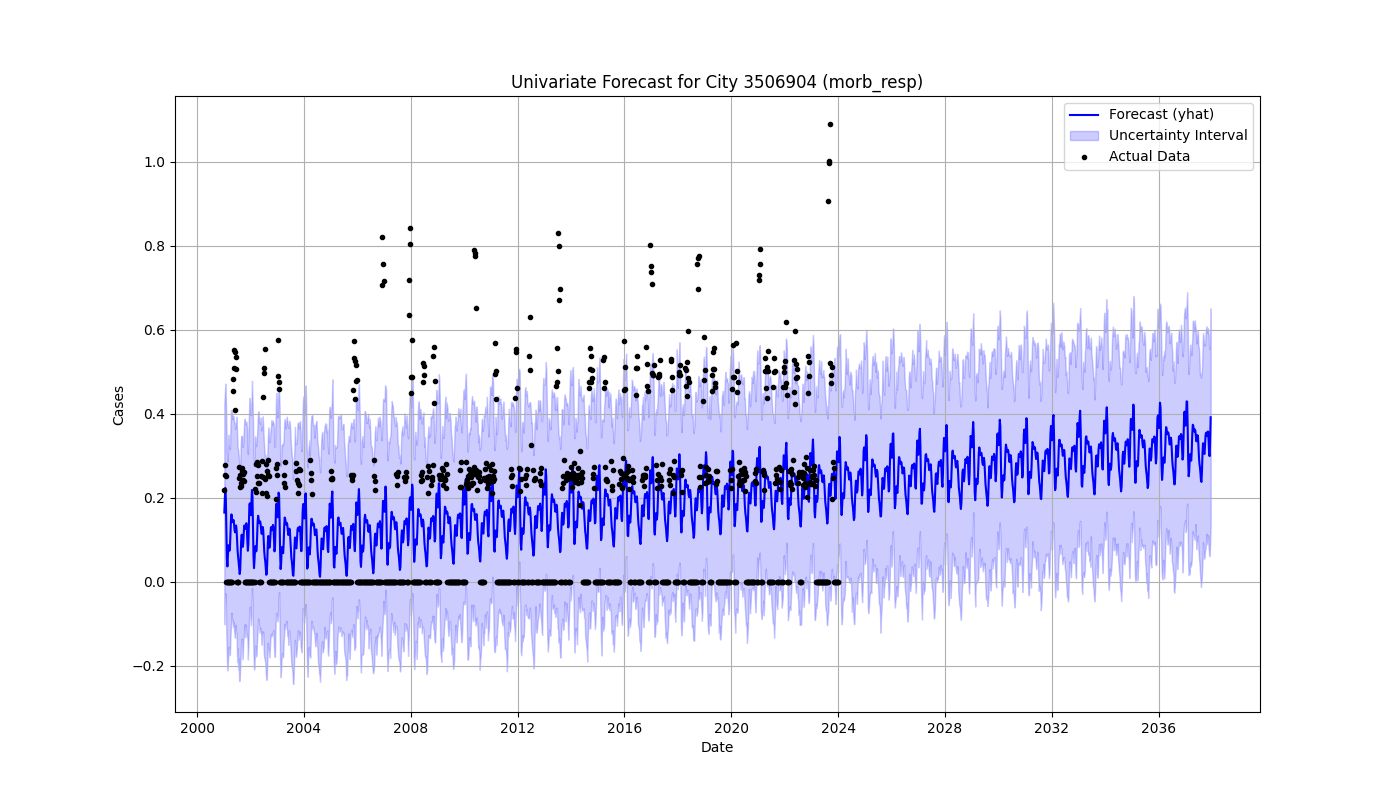 Univariate Forecast for City 3506904 (morb_resp)
Forecast (yhat)
Uncertainty Interval
Actual Data
Cases
1.0
0.8
0.6
0.4
0.2
0.0
−0.2
2000 2004 2008 2012 2016 2020 2024 2028 2032 2036
Date